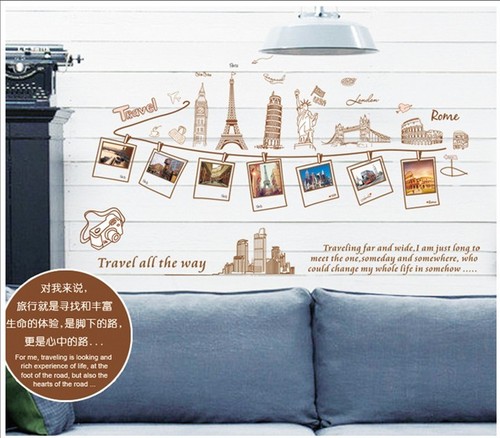 Travel
London
Rome
Travel all the way
Traveling far and wide,I am just long to
meet the one,someday and somewhere, who
could change my whole life in somehow .....
对我来说，
旅行就是寻找和丰富
生命的体验，是脚下的路，
更是心中的路...
For me, traveling is looking and
rich experience of life, at the
foot of the road, but also the
hearts of the road ...